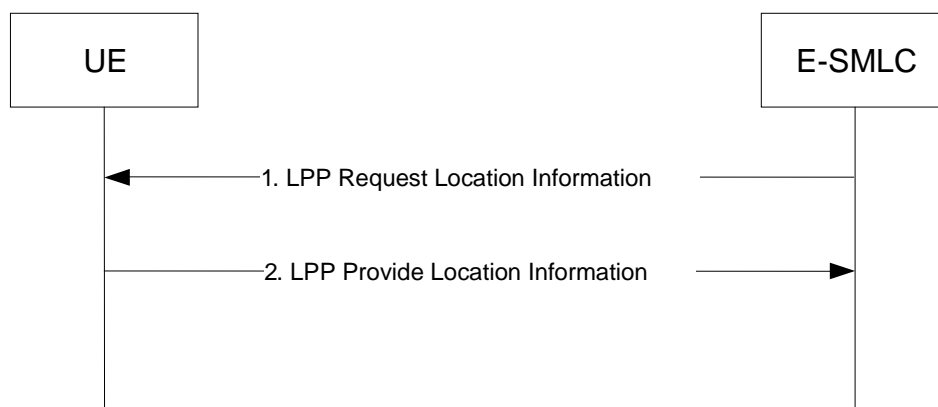 UE
E-SMLC
1. LPP Request Location Information
2. LPP Provide Location Information